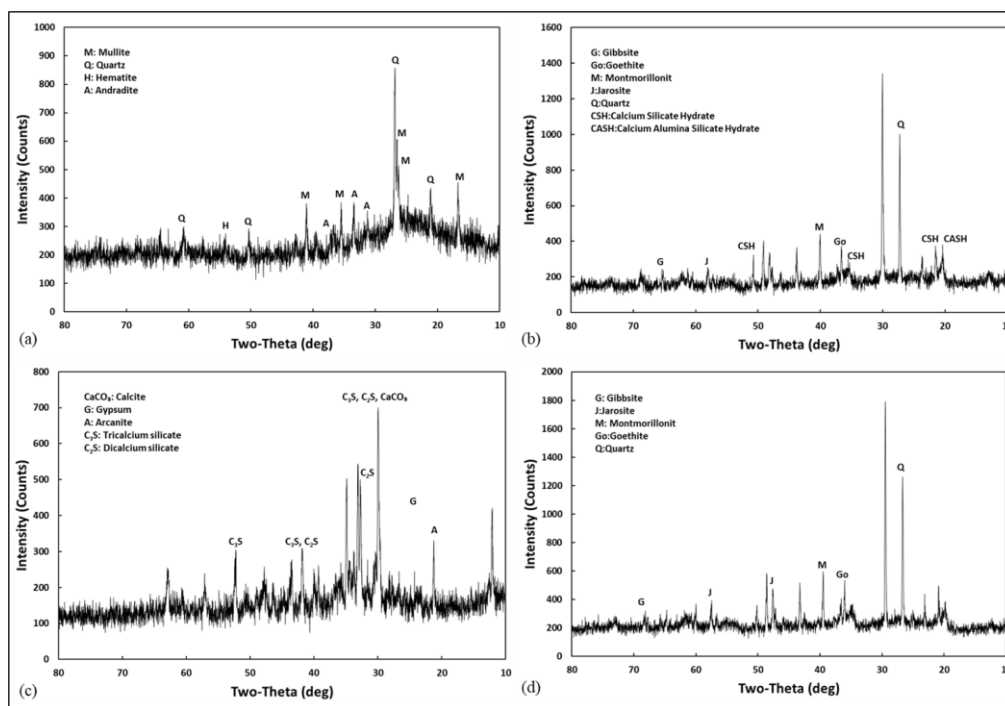 1000
900
800
700
600
500
400
300
200
100
0
Intensity (Counts)
M: Mullite
Q: Quartz
H: Hematite
A: Andradite
Q
H
Q
M
A
M
A
A
Q
M
M
Q
M
80 70 60 50 40 30 20 10
Two-Theta (deg)
(a)
1600
1400
1200
1000
800
600
400
200
0
Intensity (Counts)
G: Gibbsite
Go:Goethite
M: Montmorillonit
J:Jarosite
Q:Quartz
CSH:Calcium Silicate Hydrate
CASH:Calcium Alumina Silicate Hydrate
G
J
CSH
M
Go
CSH
Q
CSH
CASH
80 70 60 50 40 30 20 10
Two-Theta (deg)
(b)
800
700
600
500
400
300
200
100
0
Intensity (Counts)
CaCO₃: Calcite
G: Gypsum
A: Arcanite
C₃S: Tricalcium silicate
C₂S: Dicalcium silicate
C₃S, C₂S, CaCO₃
C₂S
G
A
C₃S
C₃S, C₂S
80 70 60 50 40 30 20 10
Two-Theta (deg)
(c)
2000
1800
1600
1400
1200
1000
800
600
400
200
0
Intensity (Counts)
G: Gibbsite
J:Jarosite
M: Montmorillonit
Go:Goethite
Q:Quartz
G
J
J
M
Go
Q
80 70 60 50 40 30 20 10
Two-Theta (deg)
(d)